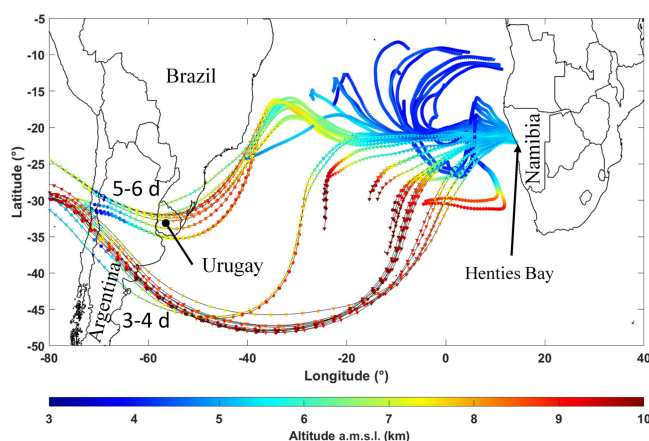 -5
-10
-15
-20
-25
-30
-35
-40
-45
-50
Latitude (°)
Brazil
5-6 d
Urugay
Argentina
3-4 d
Namibia
Henties Bay
-80 -60 -40 -20 0 20 40
Longitude (°)
3 4 5 6 7 8 9 10
Altitude a.m.s.l. (km)